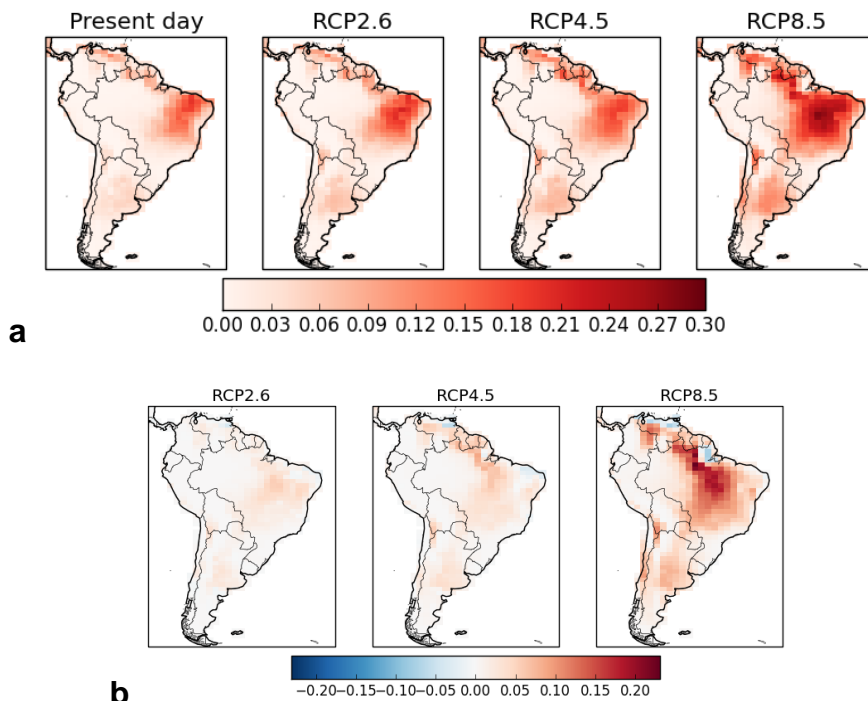 Present day RCP2.6 RCP4.5 RCP8.5
0.00 0.03 0.06 0.09 0.12 0.15 0.18 0.21 0.24 0.27 0.30
a
RCP2.6 RCP4.5 RCP8.5
−0.20 −0.15 −0.10 −0.05 0.00 0.05 0.10 0.15 0.20
b